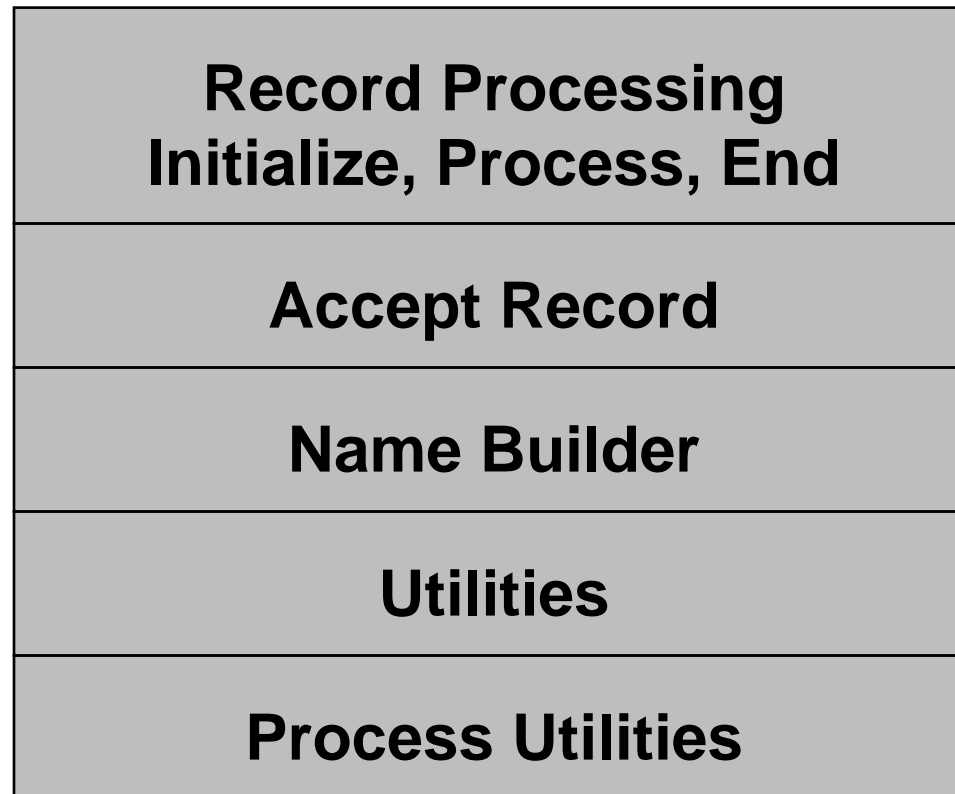 Record Processing
Initialize, Process, End
Accept Record
Name Builder
Utilities
Process Utilities